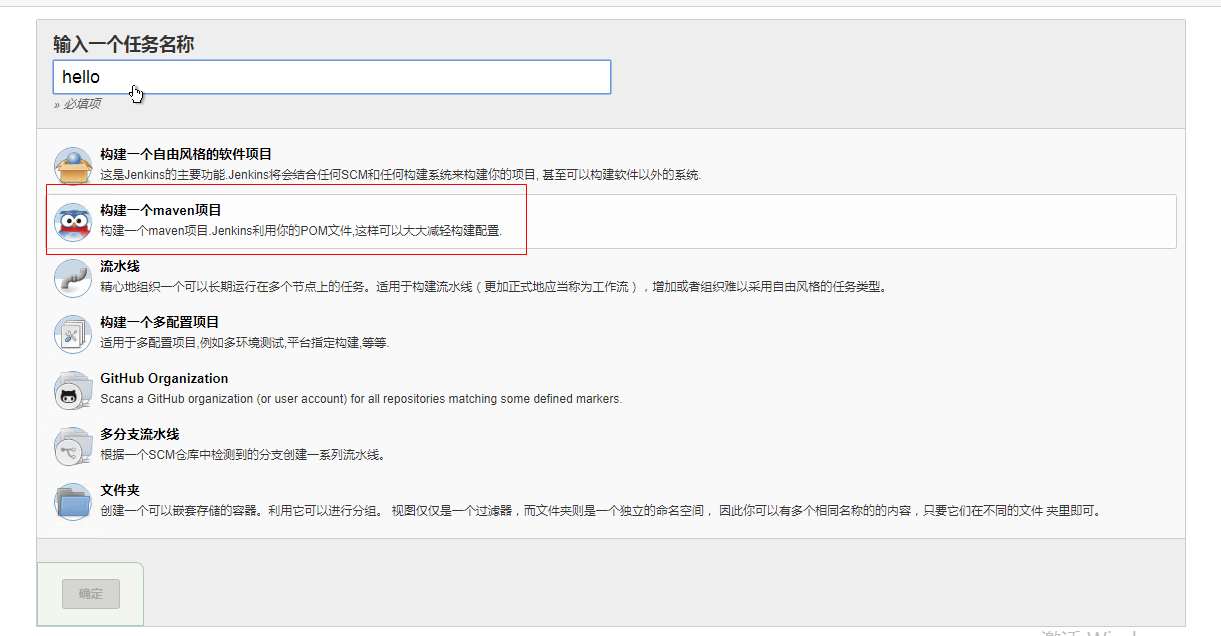 输入一个任务名称
hello
» 必填项
构建一个自由风格的软件项目
这是Jenkins的主要功能.Jenkins将会结合任何SCM和任何构建系统来构建你的项目, 甚至可以构建软件以外的系统.
构建一个maven项目
构建一个maven项目.Jenkins利用你的POM文件,这样可以大大减轻构建配置.
流水线
精心地组织一个可以长期运行在多个节点上的任务。适用于构建流水线（更加正式地应当称为工作流），增加或者组织难以采用自由风格的任务类型。
构建一个多配置项目
适用于多配置项目,例如多环境测试,平台指定构建,等等.
GitHub Organization
Scans a GitHub organization (or user account) for all repositories matching some defined markers.
多分支流水线
根据一个SCM仓库中检测到的分支创建一系列流水线。
文件夹
创建一个可以嵌套存储的容器。利用它可以进行分组。 视图仅仅是一个过滤器，而文件夹则是一个独立的命名空间， 因此你可以有多个相同名称的的内容，只要它们在不同的文件 夹里即可。
确定